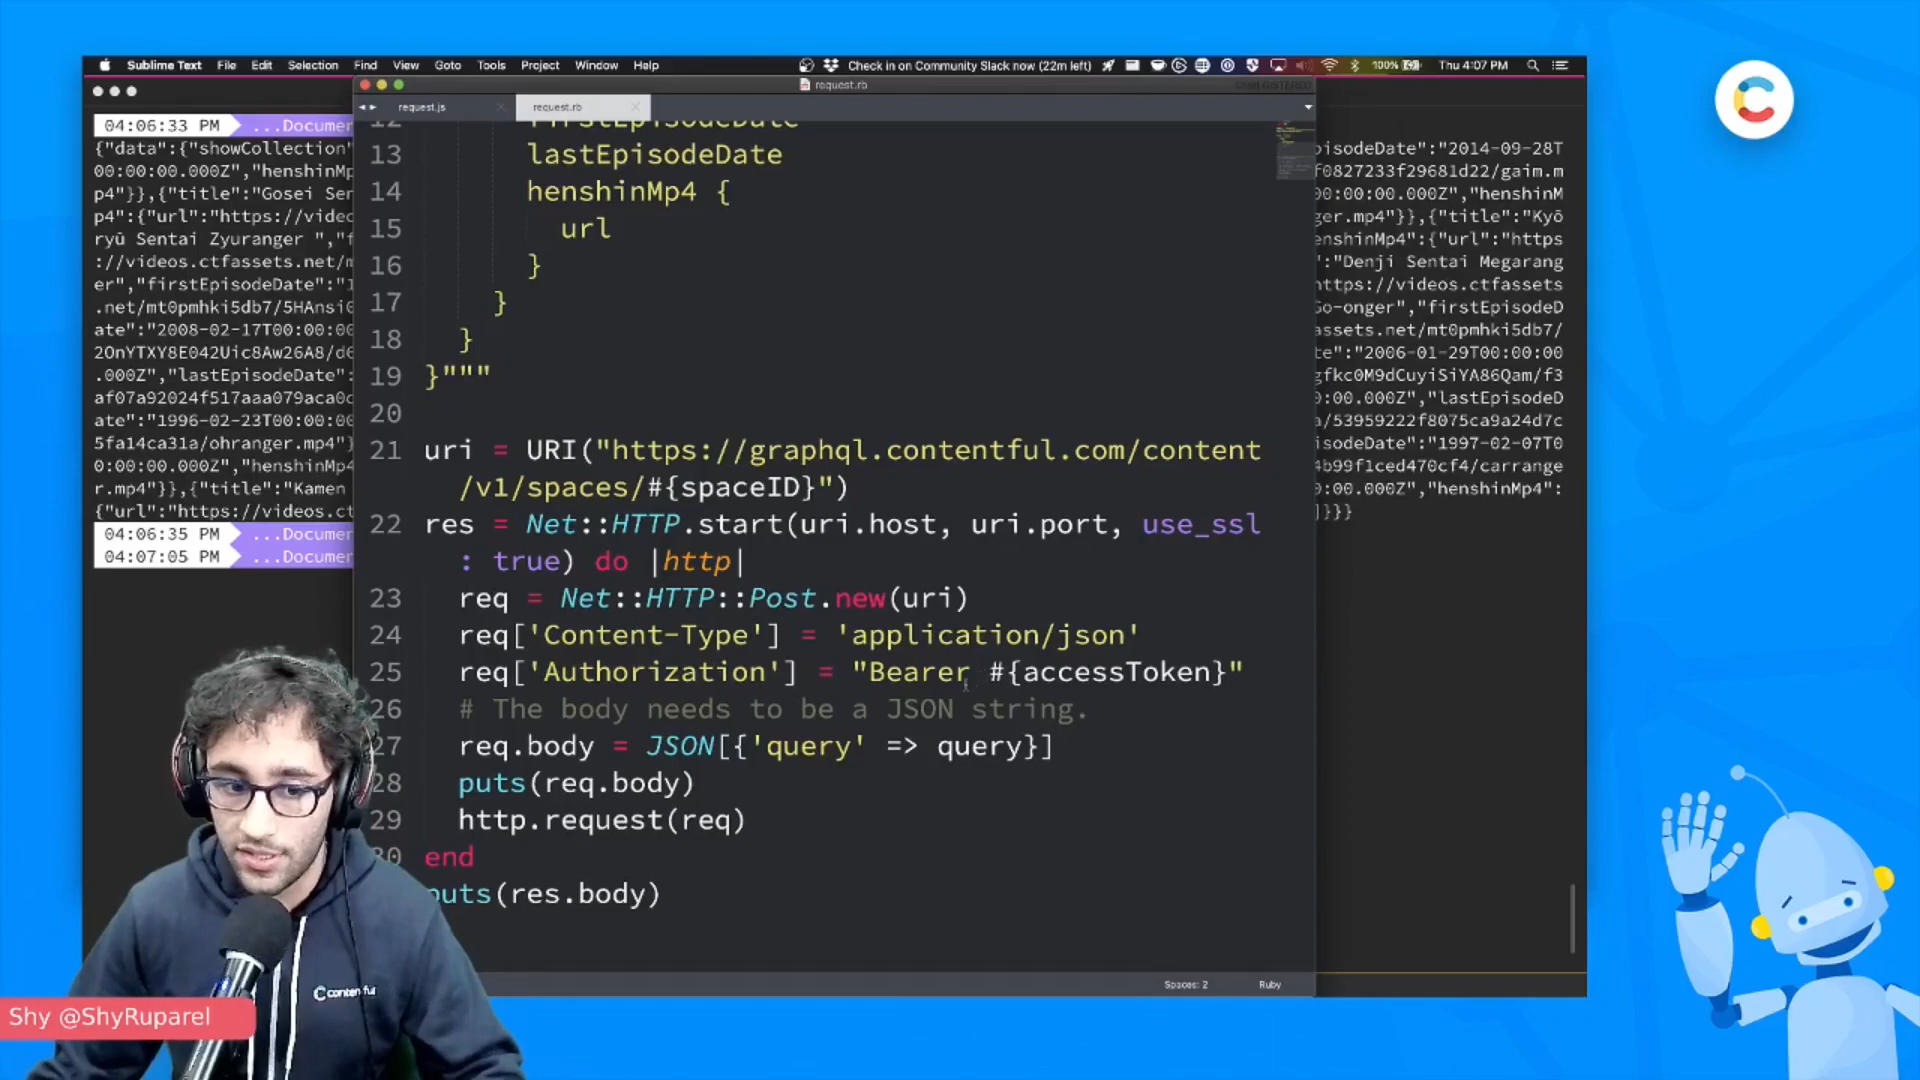 Sublime Text File Edit View Goto Tools Project Window Help
Selection Find
Check in on Community Slack now (22m left)
100%
Thu 4:07 PM
request.rb
request.js
request.rb
04:06:33 PM ...Documen
{"data":{"showCollection"
00:00:00.000Z","henshinMp
p4"}},{"title":"Gosei Sen
p4":{"url":"https://video
ryū Sentai Zyuranger ","f
://videos.ctfassets.net/m
er","firstEpisodeDate":"1
.net/mt0pmhki5db7/5HAnsi0
ate":"2008-02-17T00:00:00
2OnYTXY8E042Uic8Aw26A8/d6
.000Z","lastEpisodeDate":
af07a92024f517aaa079aca0c
ate":"1996-02-23T00:00:00
5fa14ca31a/ohranger.mp4"}
0:00:00.000Z","henshinMp4
r.mp4"}},{"title":"Kamen
{"url":"https://videos.ct
04:06:35 PM ...Documen
04:07:05 PM ...Documen
12 firstEpisodeDate
13 lastEpisodeDate
14 henshinMp4 {
15 url
16 }
17 }
18 }
19 }"""
20
21 uri = URI("https://graphql.contentful.com/content
/v1/spaces/#{spaceID}")
22 res = Net::HTTP.start(uri.host, uri.port, use_ssl
: true) do |http|
23 req = Net::HTTP::Post.new(uri)
24 req['Content-Type'] = 'application/json'
25 req['Authorization'] = "Bearer #{accessToken}"
26 # The body needs to be a JSON string.
27 req.body = JSON[{'query' => query}]
28 puts(req.body)
29 http.request(req)
30 end
puts(res.body)
Spaces: 2 Ruby
isodeDate":"2014-09-28T
f0827233f29681d22/gaim.m
00:00:00.000Z","henshinM
ger.mp4"}},{"title":"Kyō
enshinMp4":{"url":"https
":"Denji Sentai Megarang
https://videos.ctfassets
Go-onger","firstEpisodeD
assets.net/mt0pmhki5db7/
te":"2006-01-29T00:00:00
gfkc0M9dCuyiSiYA86Qam/f3
0:00.000Z","lastEpisodeD
a/53959222f8075ca9a24d7c
isodeDate":"1997-02-07T0
4b99f1ced470cf4/carrange
0:00.000Z","henshinMp4":
]}}}
contentful
Shy @ShyRuparel